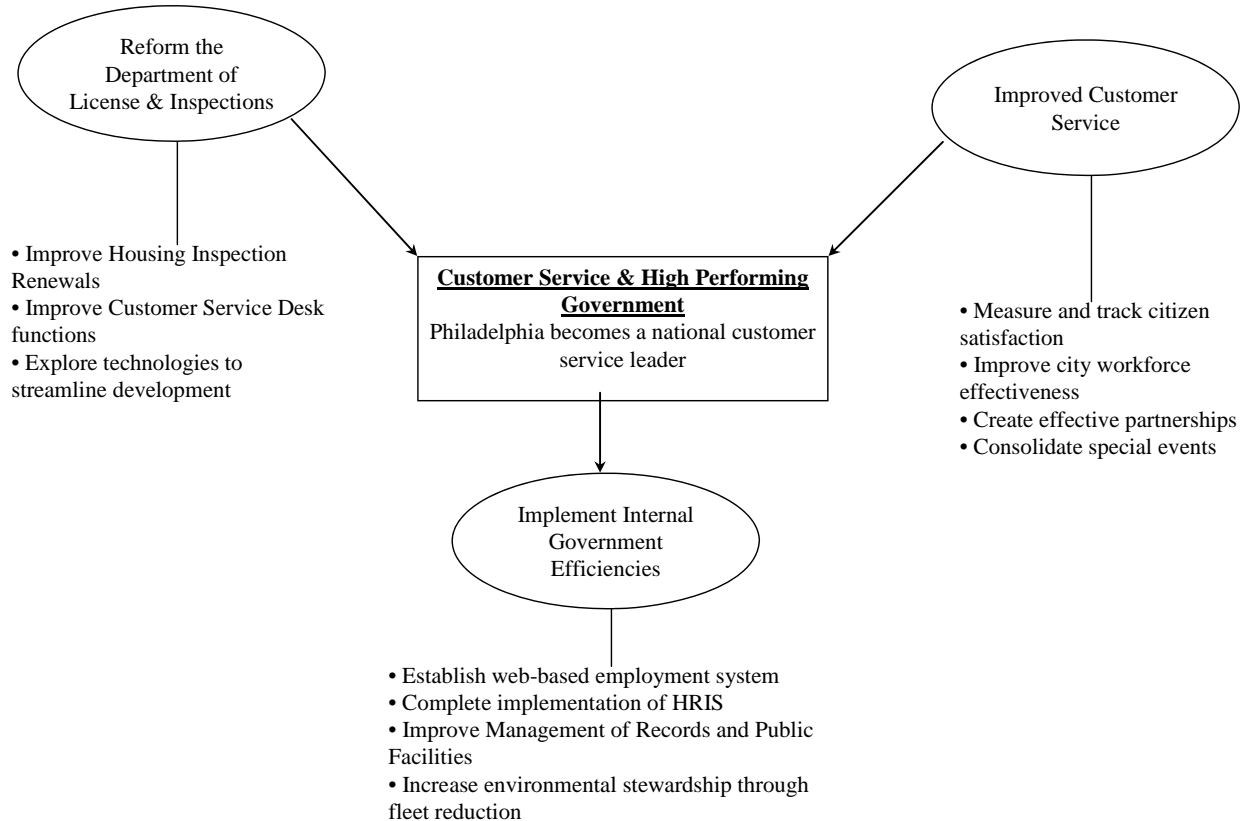 Reform the
Department of
License & Inspections
Improved Customer
Service
• Improve Housing Inspection
Renewals
• Improve Customer Service Desk
functions
• Explore technologies to
streamline development
Customer Service & High Performing
Government
Philadelphia becomes a national customer
service leader
• Measure and track citizen
satisfaction
• Improve city workforce
effectiveness
• Create effective partnerships
• Consolidate special events
Implement Internal
Government
Efficiencies
• Establish web-based employment system
• Complete implementation of HRIS
• Improve Management of Records and Public
Facilities
• Increase environmental stewardship through
fleet reduction